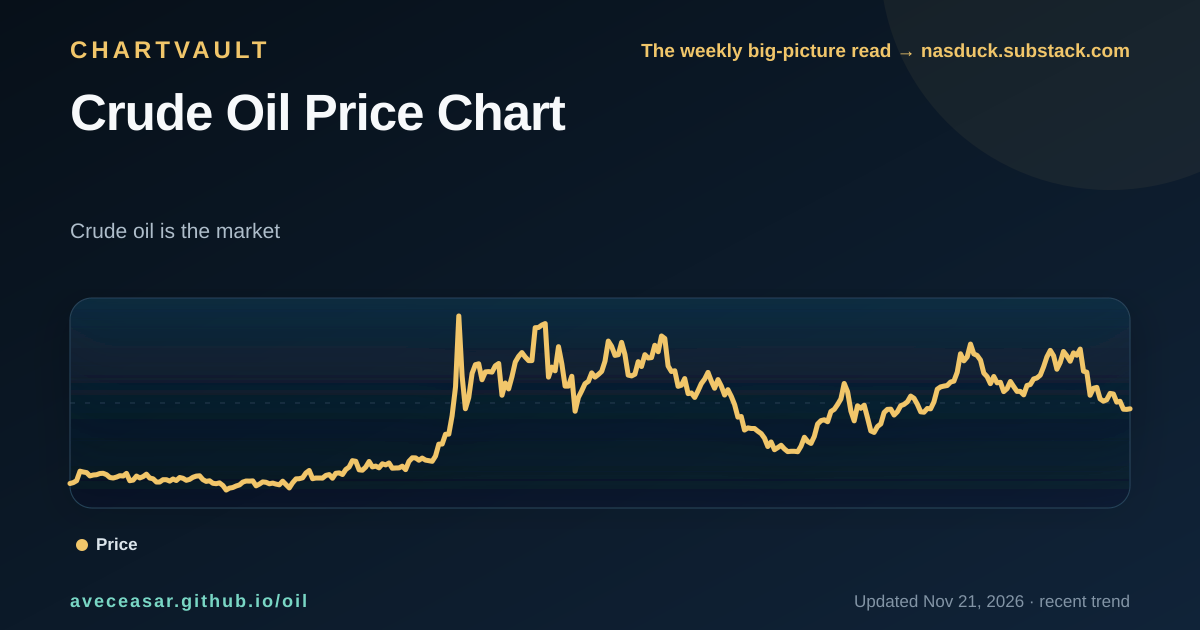 CHARTVAULT
The weekly big-picture read → nasduck.substack.com
Crude Oil Price Chart
Crude oil is the market
Price
aveceasar.github.io/oil
Updated Nov 21, 2026 · recent trend